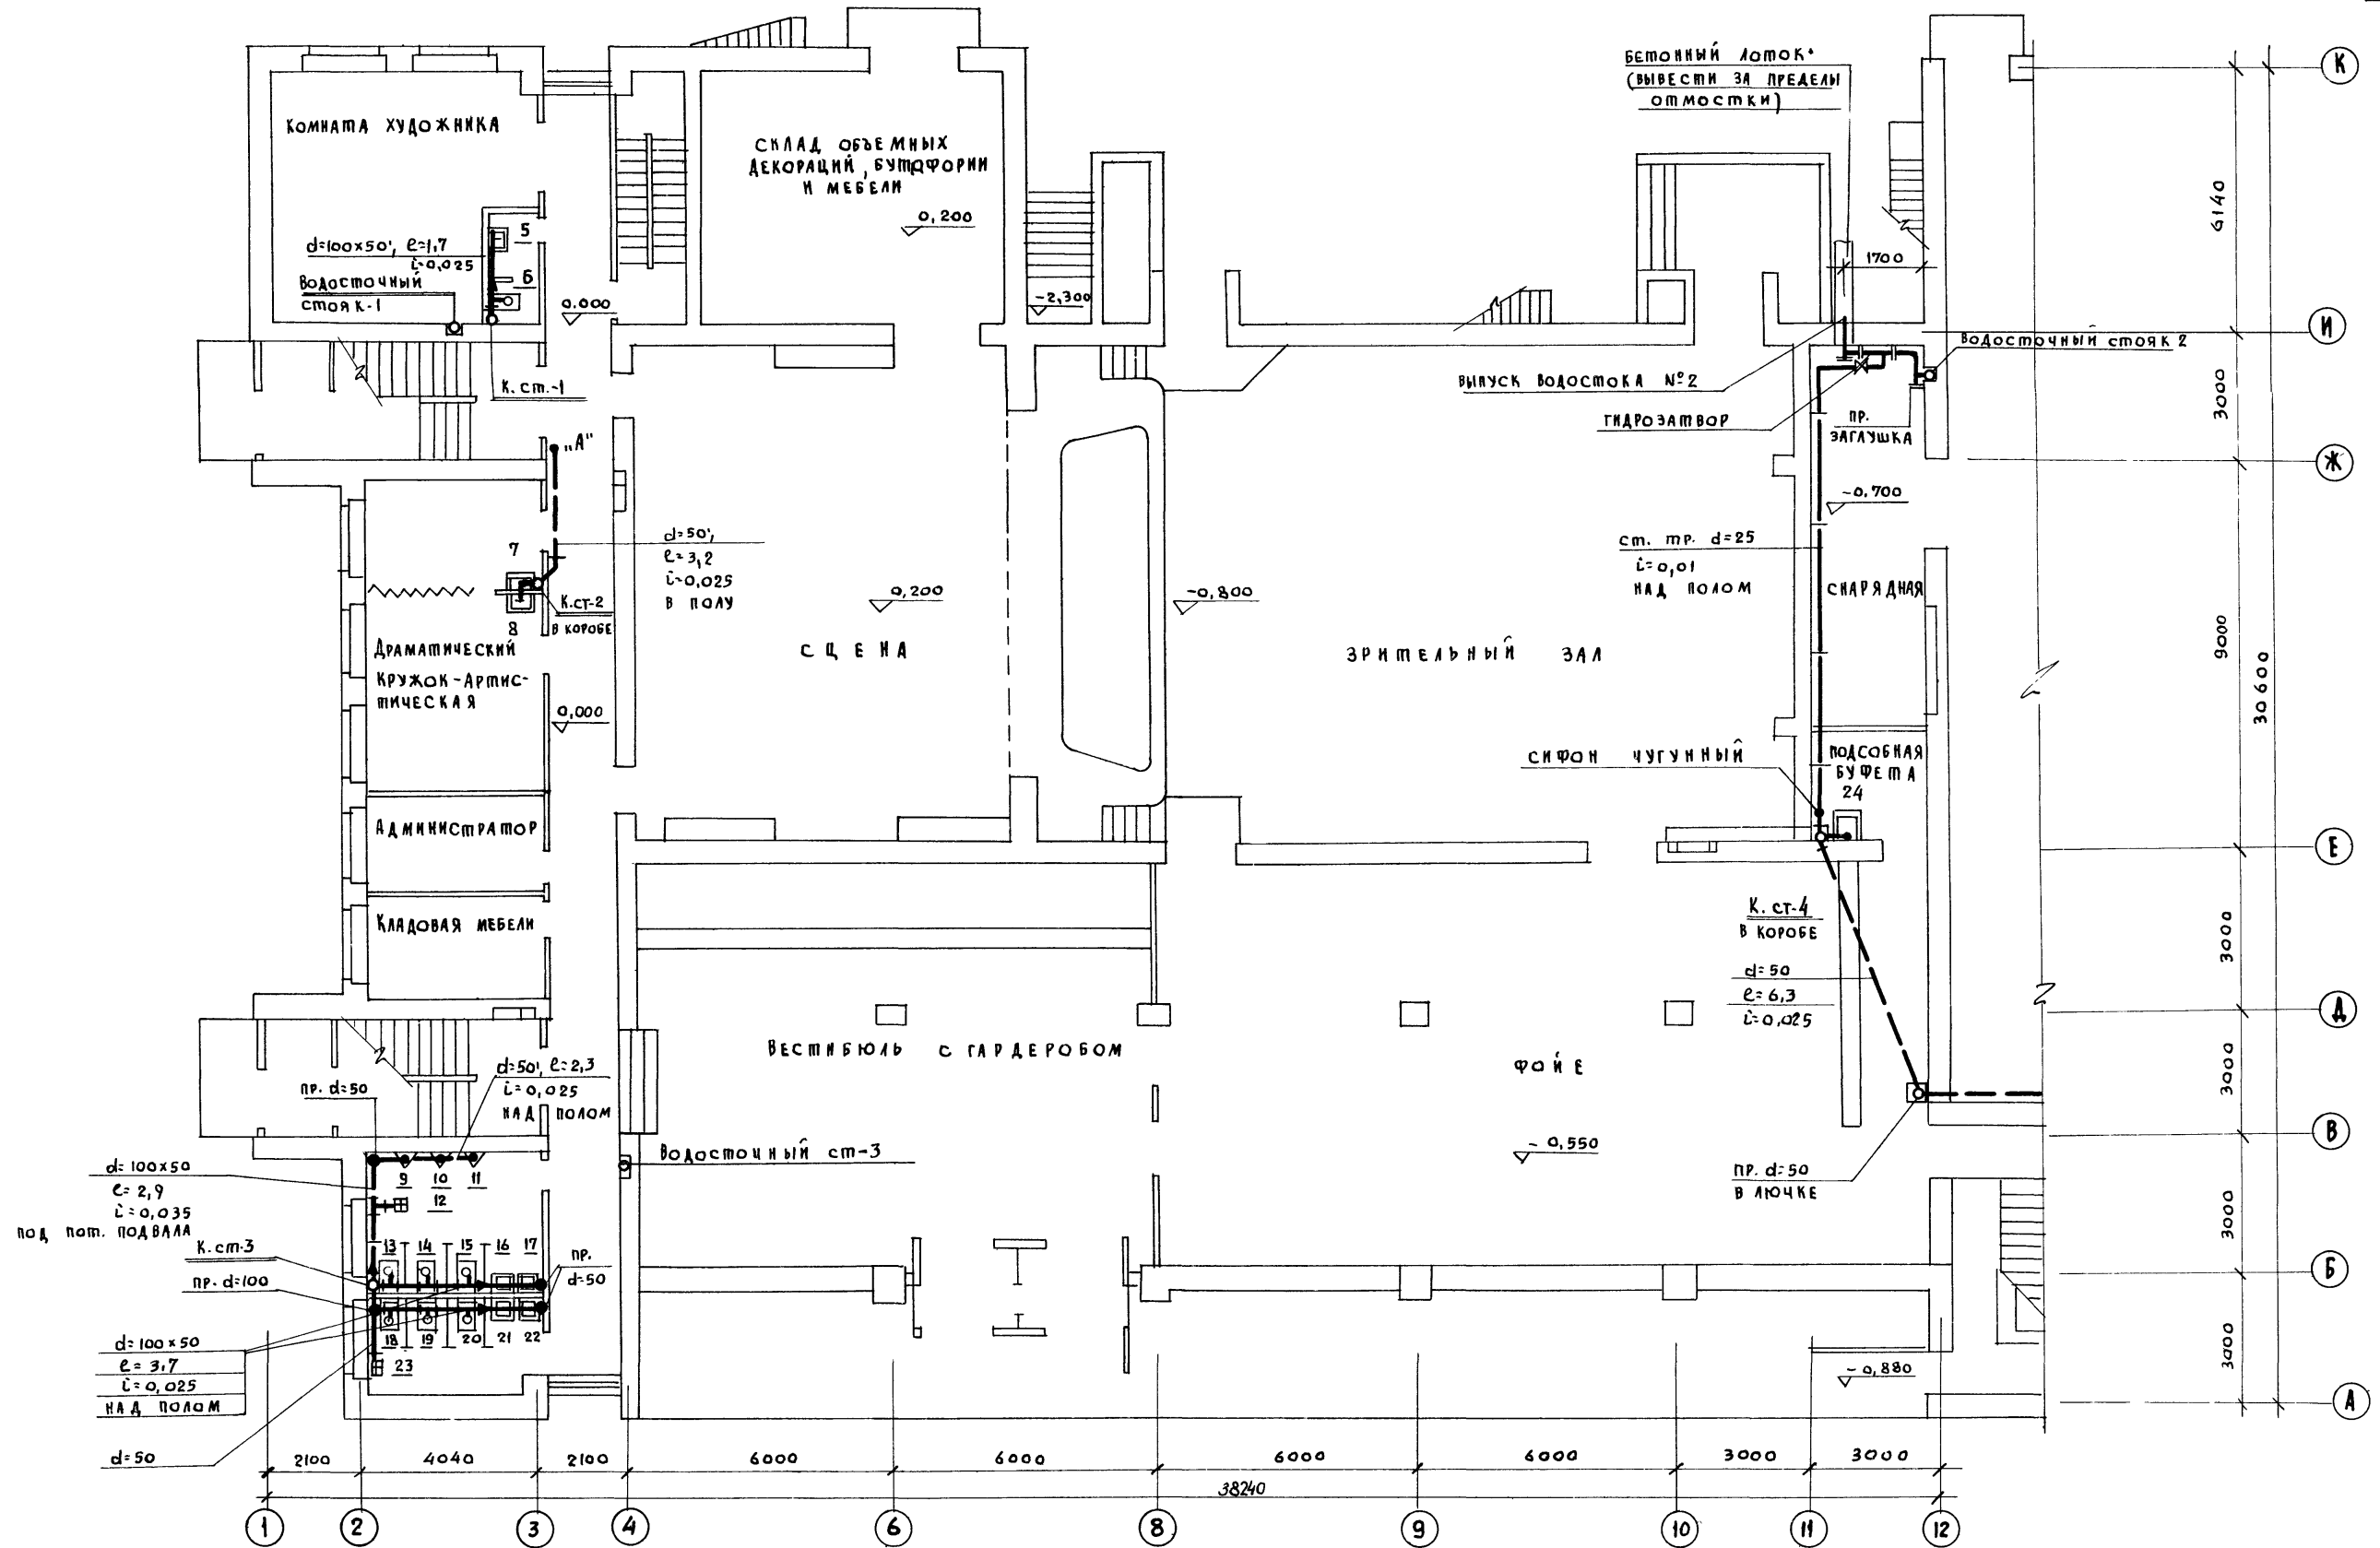 БЕТОННЫЙ ЛОТОК
(ВЫВЕСТИ ЗА ПРЕДЕЛЫ
ОТМОСТКИ)
К
КОМНАТА ХУДОЖНИКА
СКЛАД ОБЪЕМНЫХ
ДЕКОРАЦИЙ, БУТАФОРИИ
И МЕБЕЛИ
0,200
6140
5
d=100×50, ℓ=1,7
i=0,025
6
ВОДОСТОЧНЫЙ
СТОЯК-1
0.000
-2,300
1700
И
ВОДОСТОЧНЫЙ СТОЯК 2
К. СТ.-1
ВЫПУСК ВОДОСТОКА №2
3000
ГИДРОЗАТВОР
ПР.
ЗАГЛУШКА
„А"
Ж
-0,700
7
d=50,
ℓ=3,2
i=0,025
В ПОЛУ
К.СТ-2
В КОРОБЕ
8
0,200
-0,800
СТ. ТР. d=25
i=0,01
НАД ПОЛОМ
СНАРЯДНАЯ
9000
30 600
ДРАМАТИЧЕСКИЙ
КРУЖОК-АРТИС-
ТИЧЕСКАЯ
СЦЕНА
ЗРИТЕЛЬНЫЙ ЗАЛ
0,000
СИФОН ЧУГУННЫЙ
ПОДСОБНАЯ
БУФЕТА
24
АДМИНИСТРАТОР
Е
КЛАДОВАЯ МЕБЕЛИ
К. СТ-4
В КОРОБЕ
3000
d=50
ℓ=6,3
i=0,025
Д
ВЕСТИБЮЛЬ С ГАРДЕРОБОМ
ФОЙЕ
3000
ПР. d=50
d=50, ℓ=2,3
i=0,025
НАД ПОЛОМ
В
ВОДОСТОЧНЫЙ СТ-3
-0,550
ПР. d=50
В ЛЮЧКЕ
d=100×50
ℓ=2,9
i=0,035
ПОД ПОТ. ПОДВАЛА
9 10 11
12
3000
К.СТ-3
13 14 15 16 17
ПР.
d=50
ПР. d=100
Б
18 19 20 21 22
23
d=100×50
ℓ=3,7
i=0,025
НАД ПОЛОМ
3000
-0,880
А
d=50
2100 4040 2100 6000 6000 6000 6000 3000 3000
38240
1 2 3 4 6 8 9 10 11 12